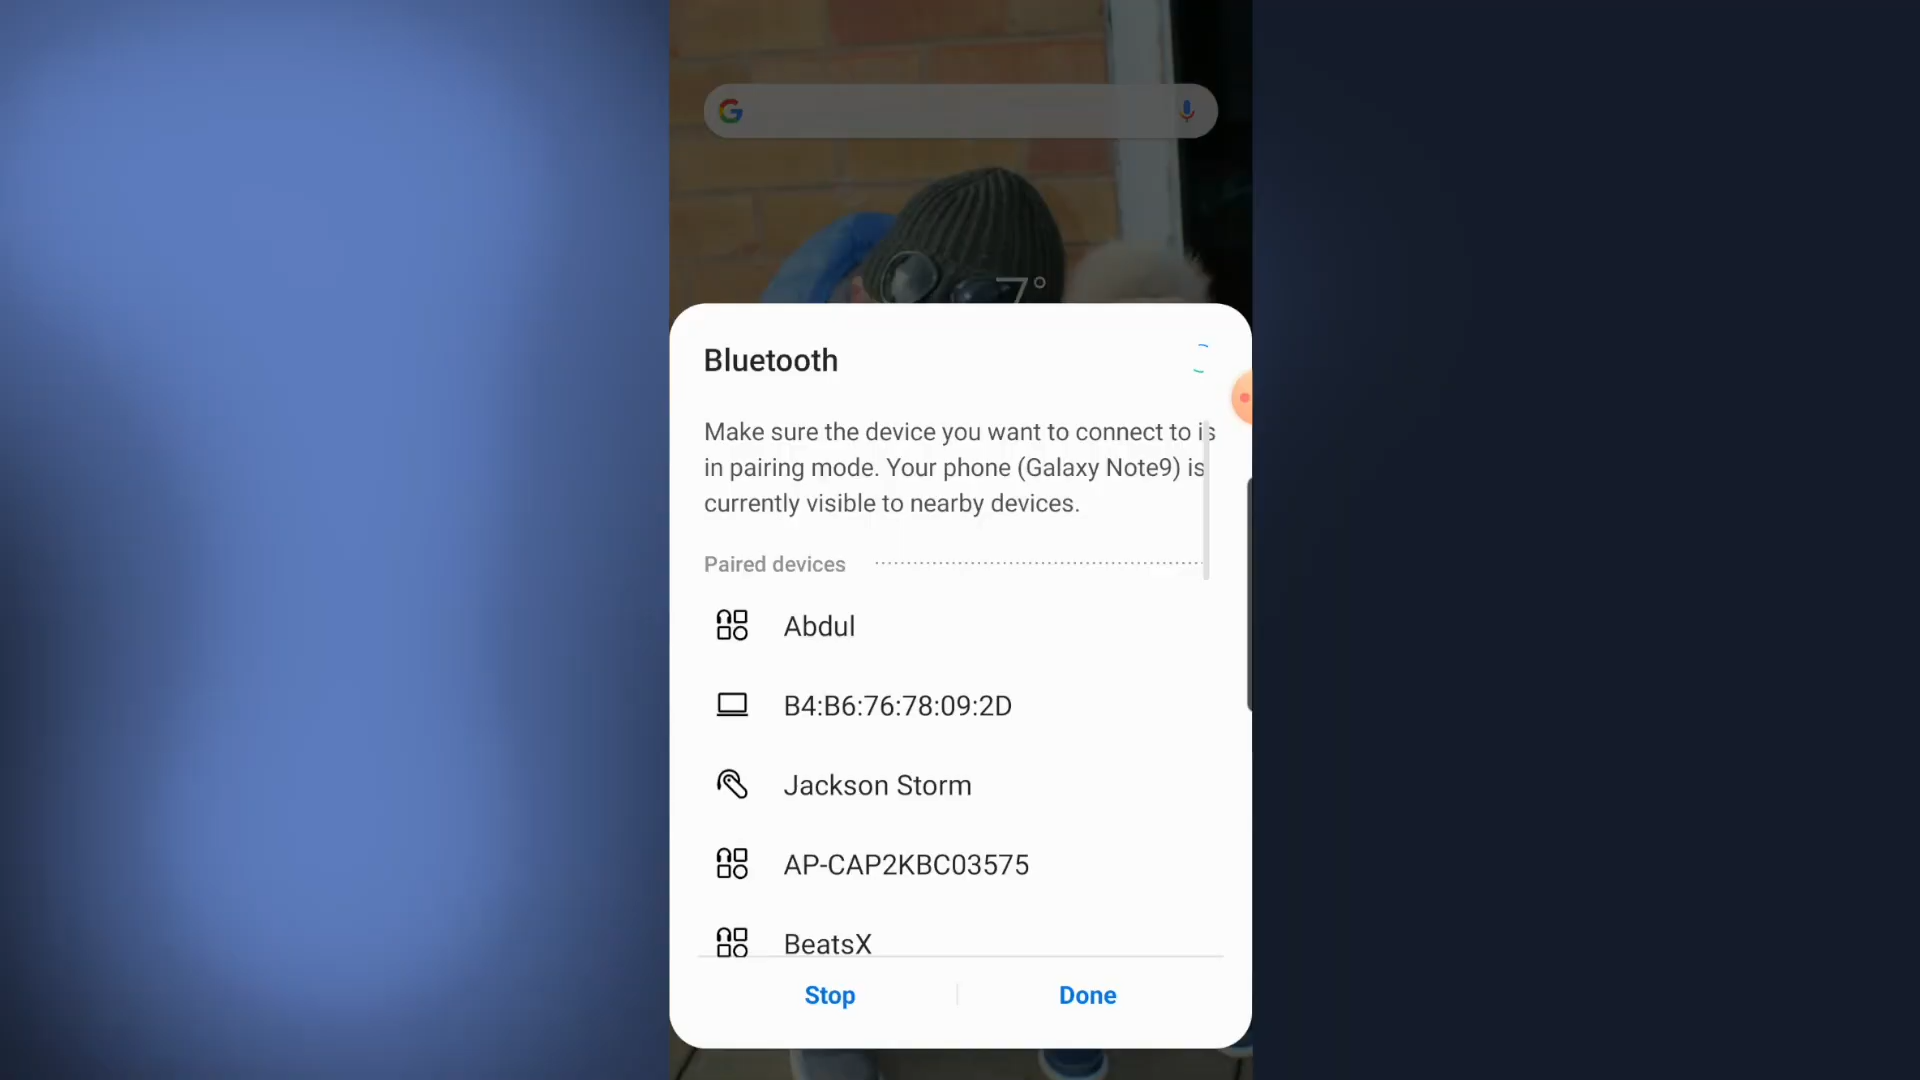 7°
Bluetooth
Make sure the device you want to connect to is
in pairing mode. Your phone (Galaxy Note9) is
currently visible to nearby devices.
Paired devices
Abdul
B4:B6:76:78:09:2D
Jackson Storm
AP-CAP2KBC03575
BeatsX
Stop
Done